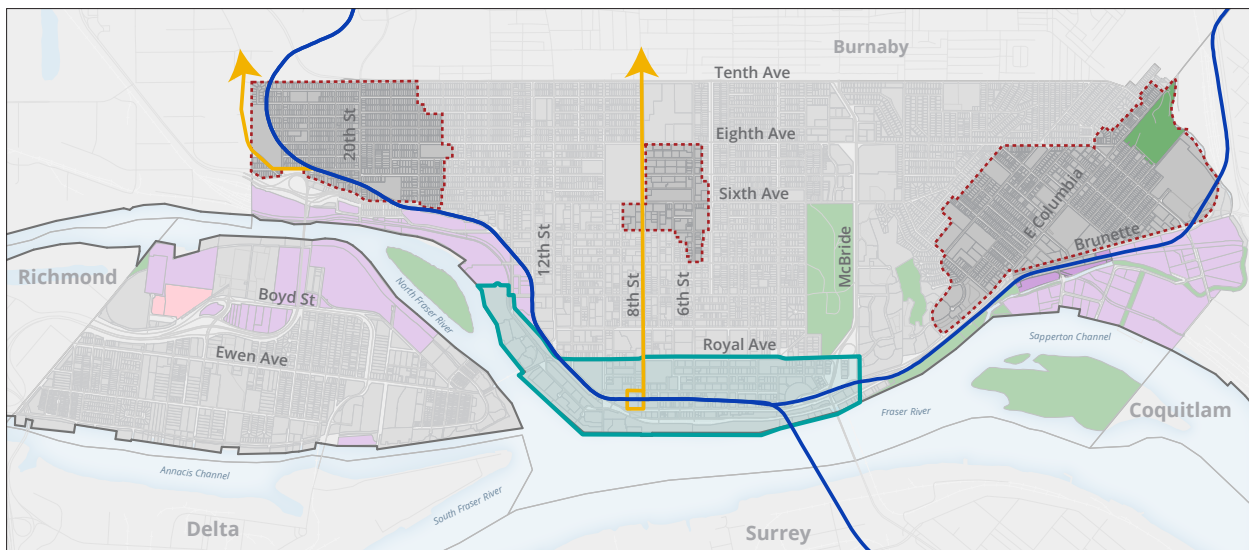 Burnaby
Tenth Ave
20th St
Eighth Ave
Sixth Ave
E Columbia
Brunette
12th St
8th St
6th St
McBride
Richmond
Boyd St
North Fraser River
Ewen Ave
Royal Ave
Sapperton Channel
Fraser River
Coquitlam
Annacis Channel
South Fraser River
Delta
Surrey